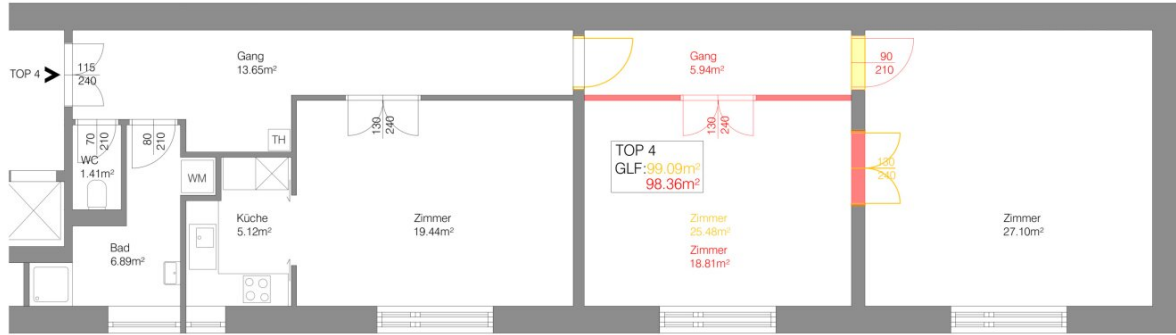 TOP 4
115
240
Gang
13.65m²
Gang
5.94m²
90
210
70
210
80
210
TH
130
240
130
240
WC
1.41m²
WM
TOP 4
GLF:99.09m²
98.36m²
130
240
Küche
5.12m²
Zimmer
19.44m²
Zimmer
25.48m²
Zimmer
18.81m²
Zimmer
27.10m²
Bad
6.89m²